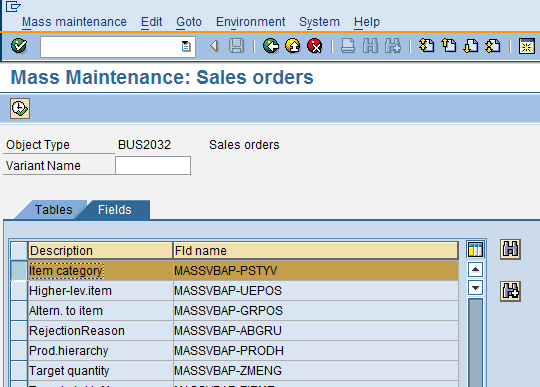 Mass maintenance Edit Goto Environment System Help
Mass Maintenance: Sales orders
Object Type BUS2032 Sales orders
Variant Name
Tables Fields
Description Fld name
Item category MASSVBAP-PSTYV
Higher-lev.item MASSVBAP-UEPOS
Altern. to item MASSVBAP-GRPOS
RejectionReason MASSVBAP-ABGRU
Prod.hierarchy MASSVBAP-PRODH
Target quantity MASSVBAP-ZMENG